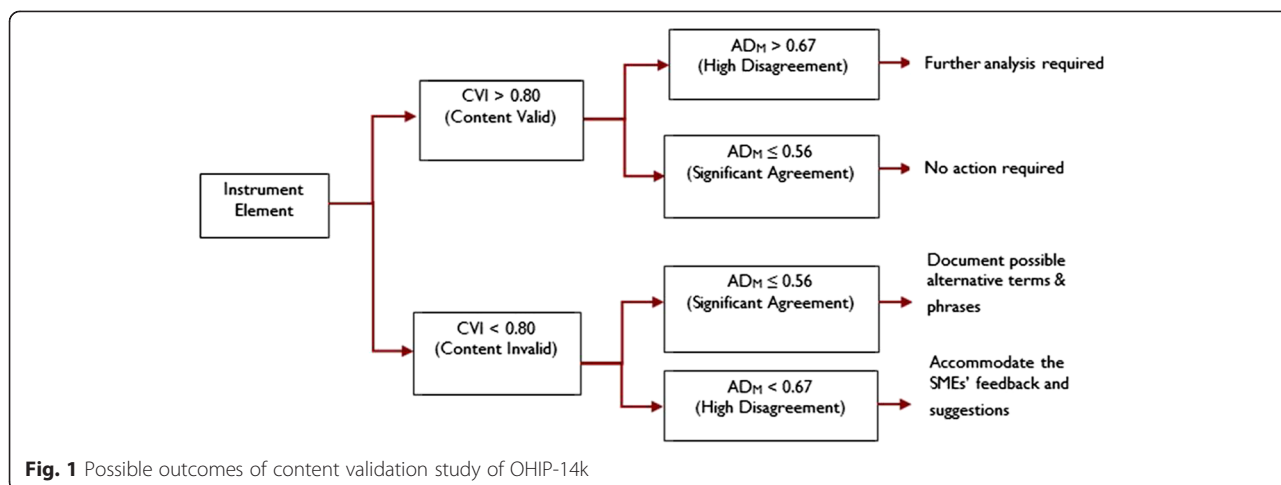 Instrument
Element
CVI > 0.80
(Content Valid)
ADM > 0.67
(High Disagreement)
Further analysis required
ADM ≤ 0.56
(Significant Agreement)
No action required
CVI < 0.80
(Content Invalid)
ADM ≤ 0.56
(Significant Agreement)
Document possible
alternative terms &
phrases
ADM < 0.67
(High Disagreement)
Accommodate the
SMEs' feedback and
suggestions
Fig. 1 Possible outcomes of content validation study of OHIP-14k